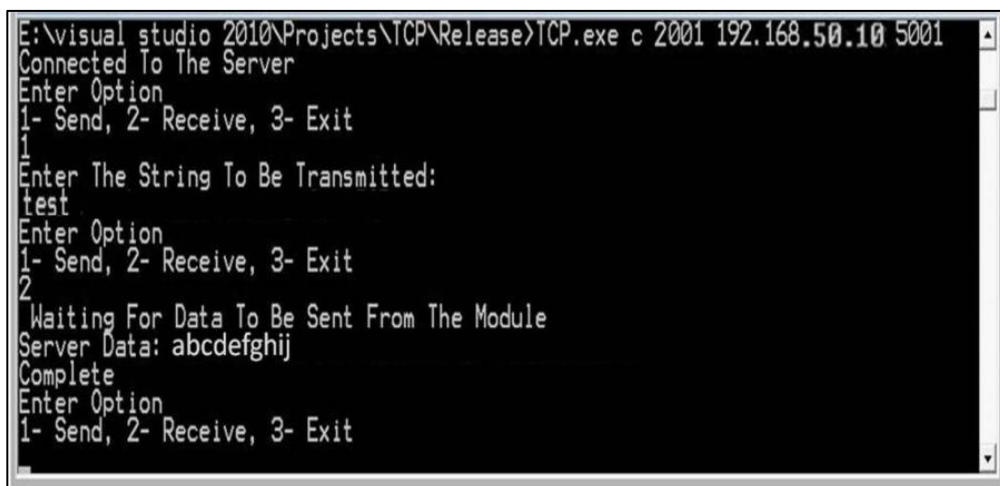 E:\visual studio 2010\Projects\TCP\Release>TCP.exe c 2001 192.168.50.10 5001
Connected To The Server
Enter Option
1- Send, 2- Receive, 3- Exit
1
Enter The String To Be Transmitted:
test
Enter Option
1- Send, 2- Receive, 3- Exit
2
Waiting For Data To Be Sent From The Module
Server Data: abcdefghij
Complete
Enter Option
1- Send, 2- Receive, 3- Exit